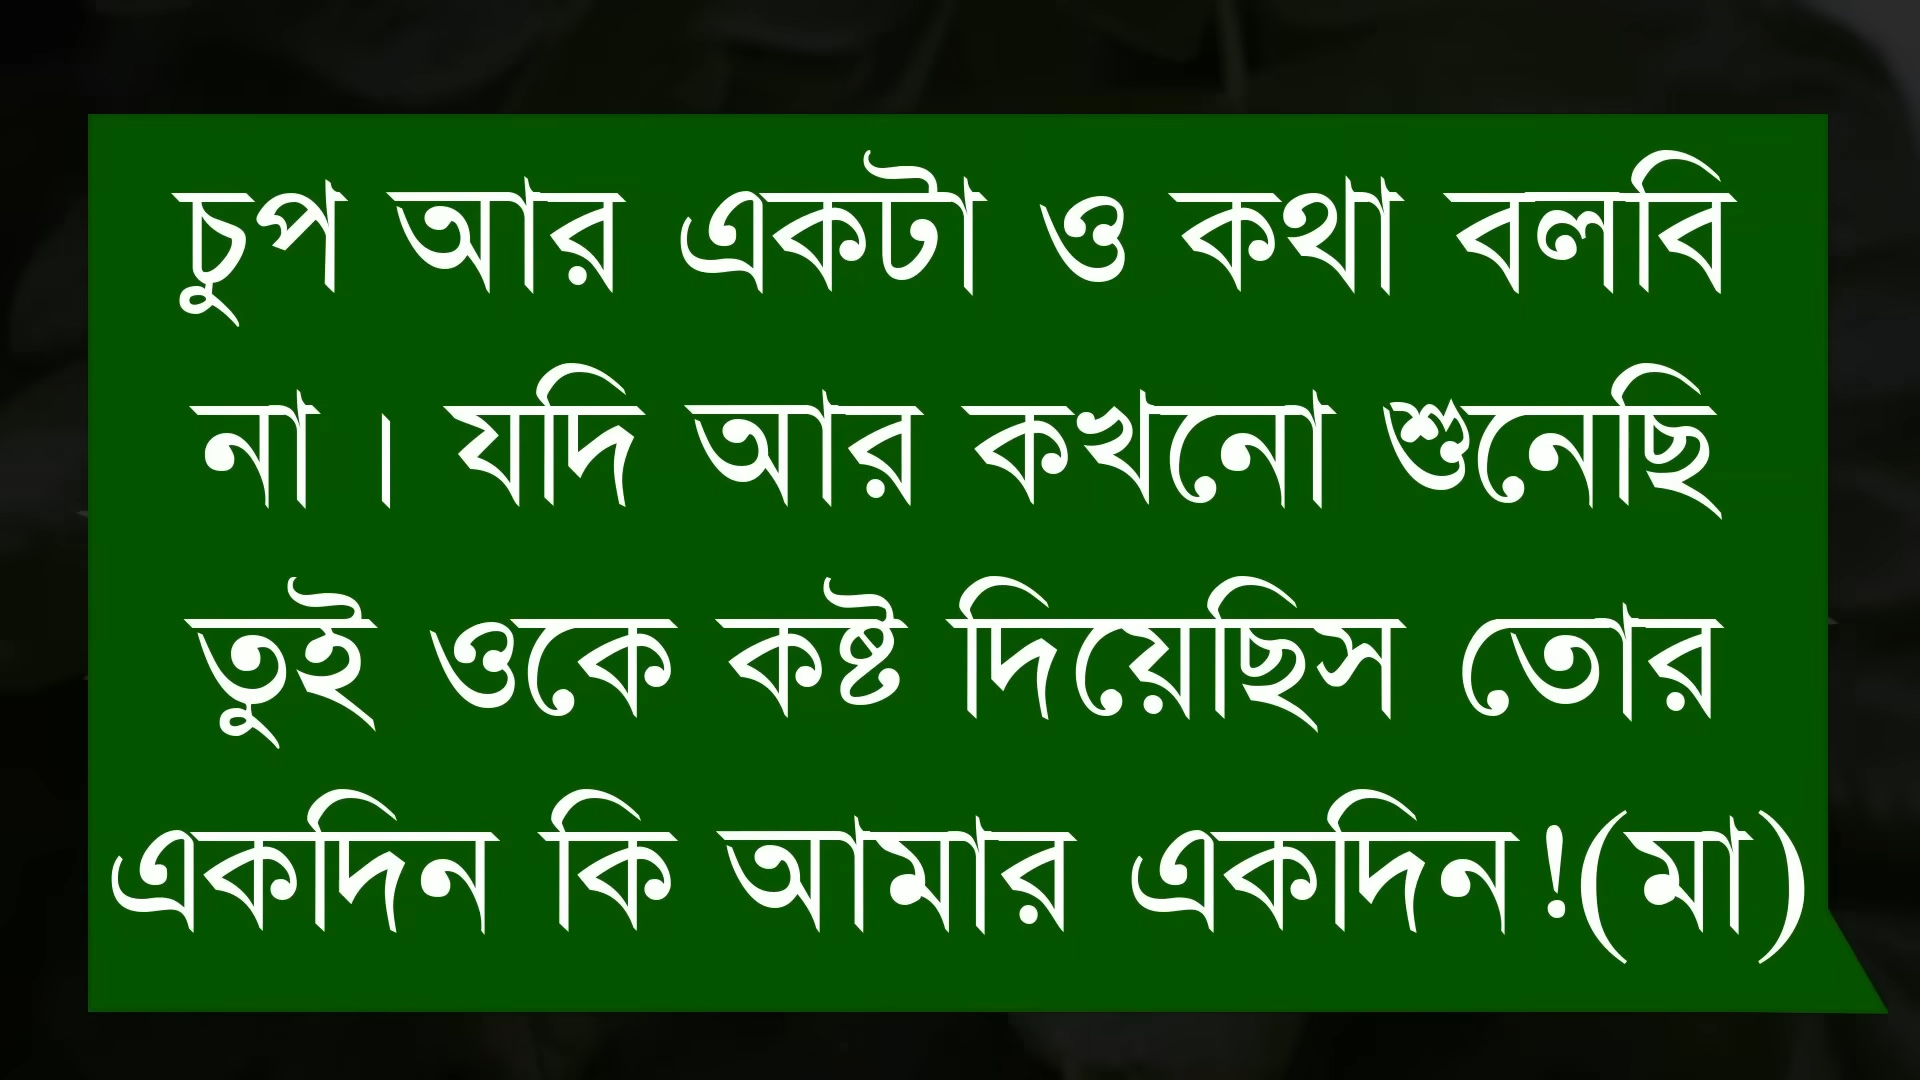 চুপ আর একটা ও কথা বলবি
না । যদি আর কখনো শুনেছি
তুই ওকে কষ্ট দিয়েছিস তোর
একদিন কি আমার একদিন !(মা)